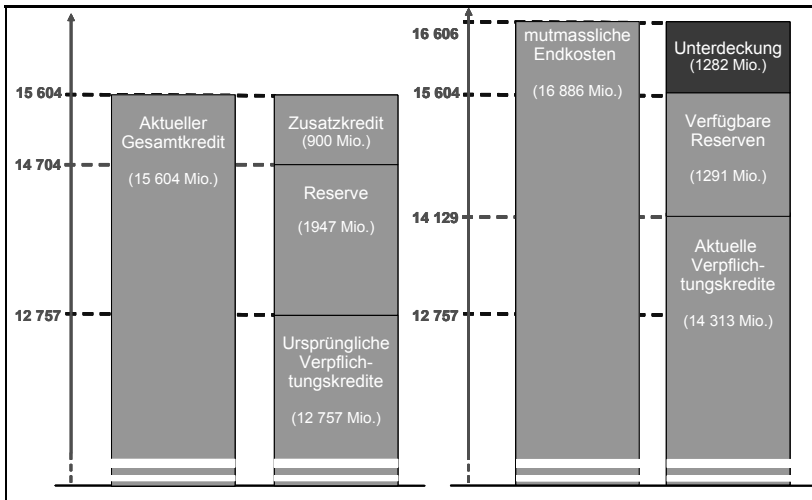 15 604
14 704
12 757
Aktueller
Gesamtkredit
(15 604 Mio.)
Zusatzkredit
(900 Mio.)
Reserve
(1947 Mio.)
Ursprüngliche
Verpflich-
tungskredite
(12 757 Mio.)
16 606
15 604
14 129
12 757
mutmassliche
Endkosten
(16 886 Mio.)
Unterdeckung
(1282 Mio.)
Verfügbare
Reserven
(1291 Mio.)
Aktuelle
Verpflich-
tungskredite
(14 313 Mio.)